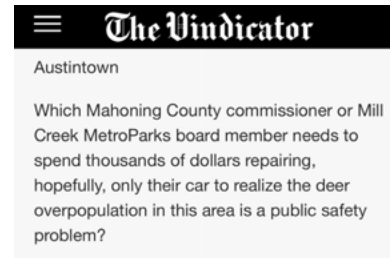 The Vindicator
Austintown
Which Mahoning County commissioner or Mill
Creek MetroParks board member needs to
spend thousands of dollars repairing,
hopefully, only their car to realize the deer
overpopulation in this area is a public safety
problem?